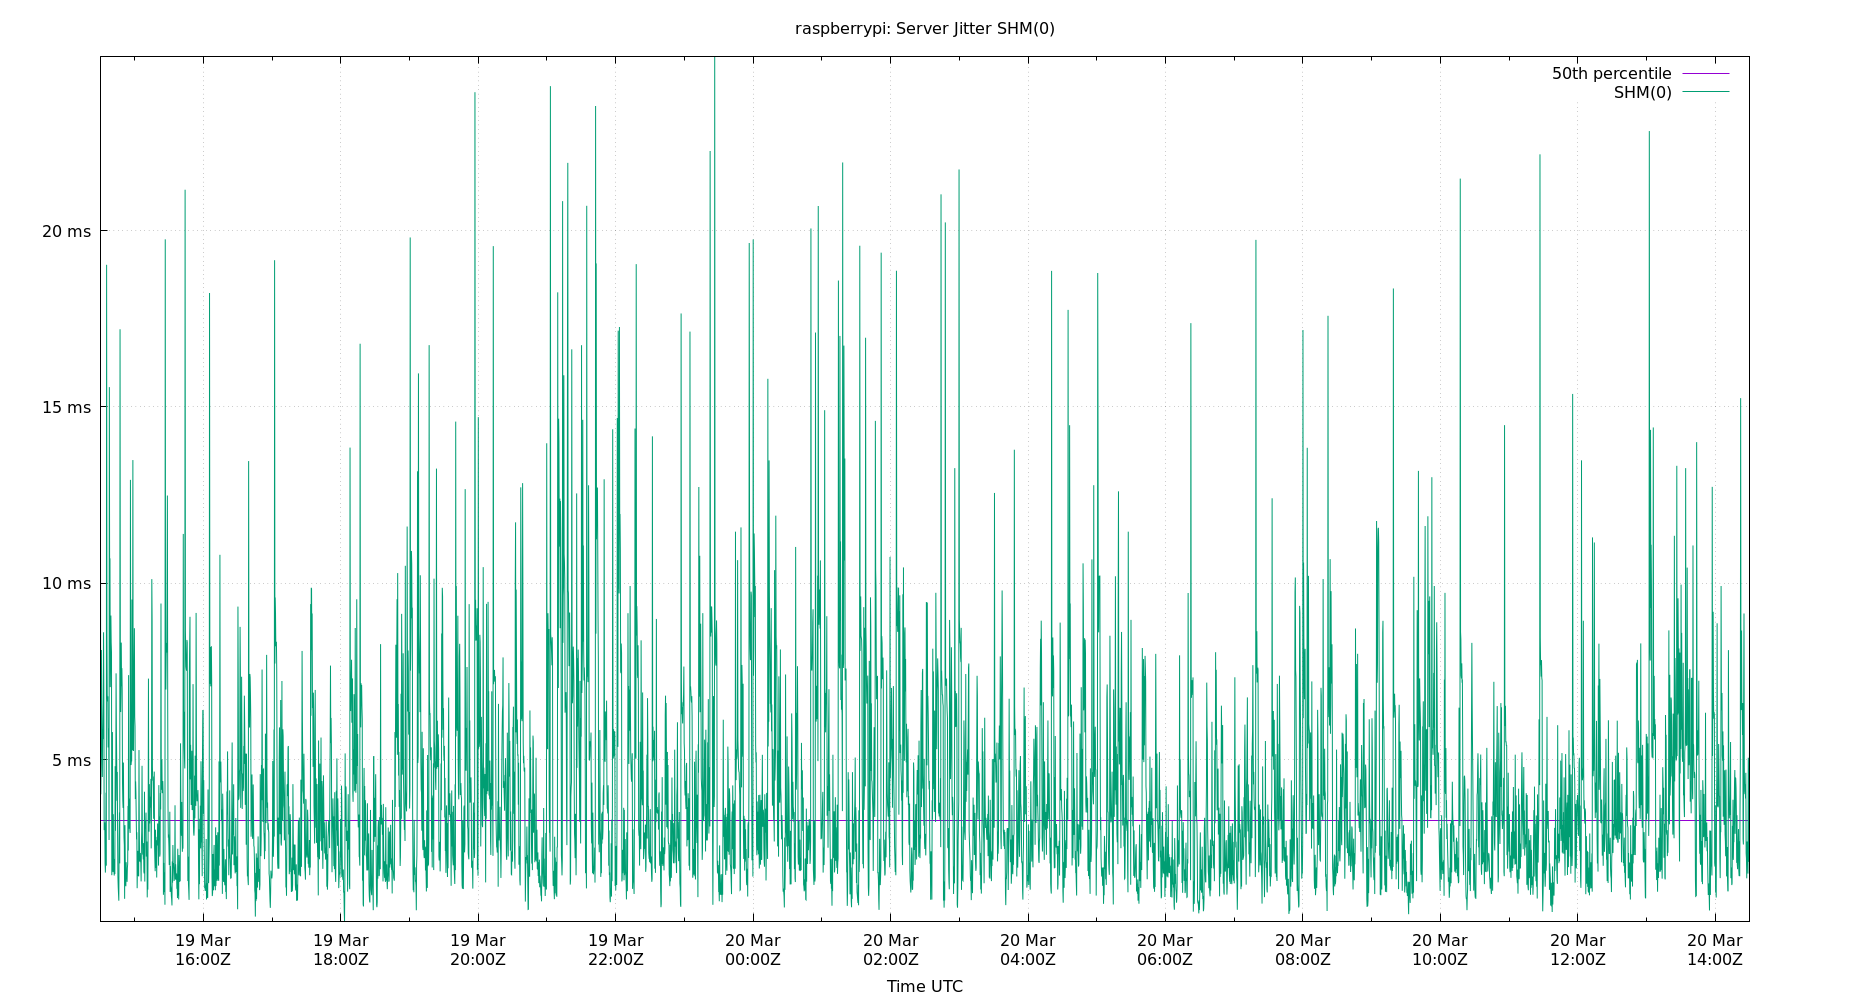 raspberrypi: Server Jitter SHM(0)
50th percentile
SHM(0)
20 ms
15 ms
10 ms
5 ms
19 Mar 19 Mar 19 Mar 19 Mar 20 Mar 20 Mar 20 Mar 20 Mar 20 Mar 20 Mar 20 Mar 20 Mar
16:00Z 18:00Z 20:00Z 22:00Z 00:00Z 02:00Z 04:00Z 06:00Z 08:00Z 10:00Z 12:00Z 14:00Z
Time UTC